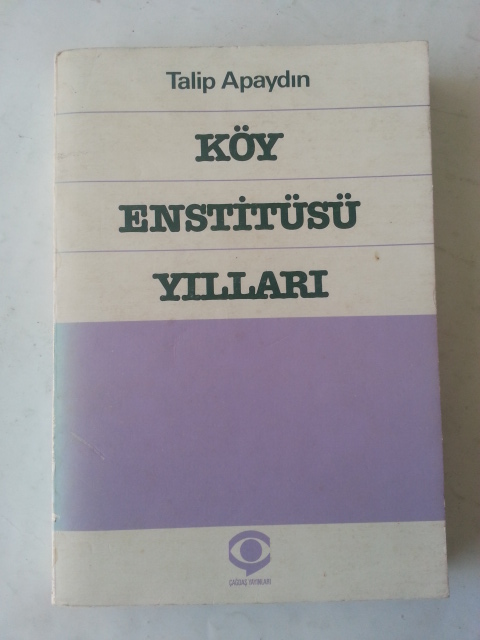 Talip Apaydın
KÖY
ENSTİTÜSÜ
YILLARI
ÇAĞDAŞ YAYINLARI